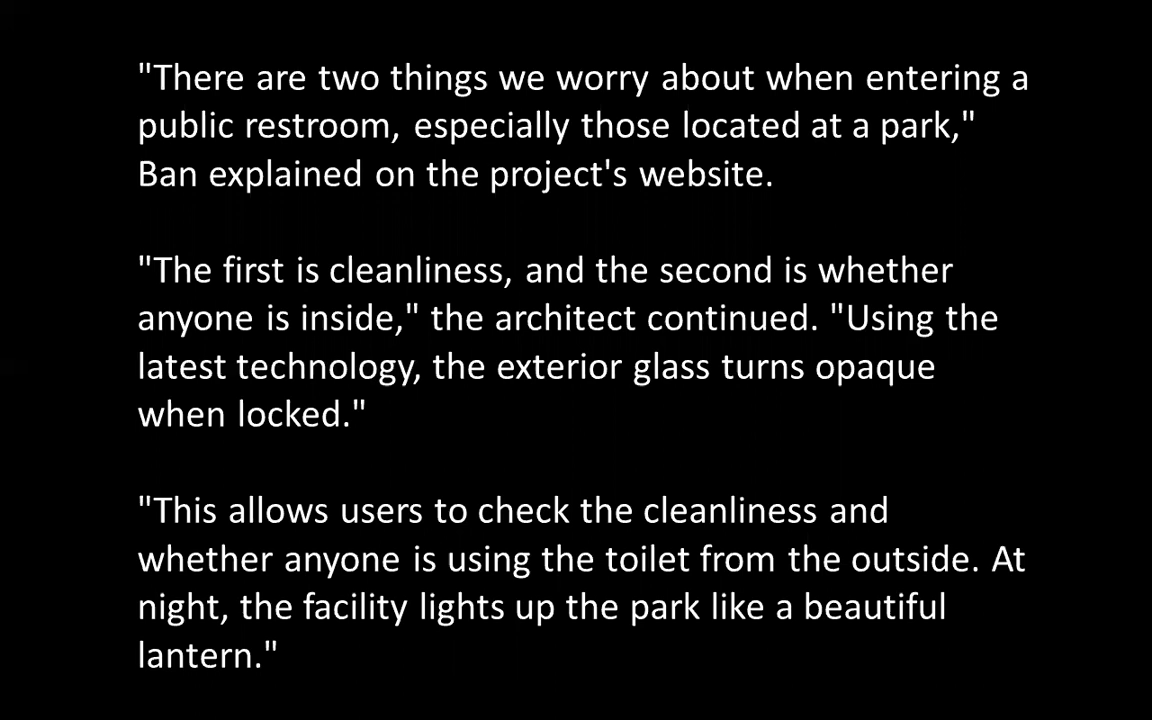 "There are two things we worry about when entering a
public restroom, especially those located at a park,"
Ban explained on the project's website.
"The first is cleanliness, and the second is whether
anyone is inside," the architect continued. "Using the
latest technology, the exterior glass turns opaque
when locked."
"This allows users to check the cleanliness and
whether anyone is using the toilet from the outside. At
night, the facility lights up the park like a beautiful
lantern."